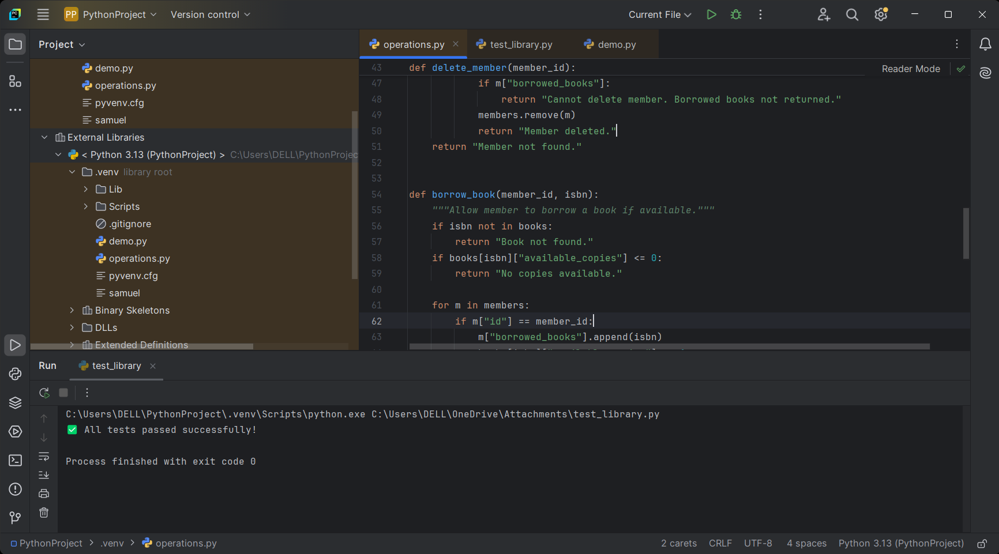 PC
PP PythonProject Version control Current File
Project
operations.py test_library.py demo.py
demo.py
operations.py
pyvenv.cfg
samuel
External Libraries
< Python 3.13 (PythonProject) > C:\Users\DELL\PythonProjec
.venv library root
Lib
Scripts
.gitignore
demo.py
operations.py
pyvenv.cfg
samuel
Binary Skeletons
DLLs
Extended Definitions
Reader Mode
43 def delete_member(member_id):
47 if m["borrowed_books"]:
48 return "Cannot delete member. Borrowed books not returned."
49 members.remove(m)
50 return "Member deleted."
51 return "Member not found."
52
53
54 def borrow_book(member_id, isbn):
55 """Allow member to borrow a book if available."""
56 if isbn not in books:
57 return "Book not found."
58 if books[isbn]["available_copies"] <= 0:
59 return "No copies available."
60
61 for m in members:
62 if m["id"] == member_id:
63 m["borrowed_books"].append(isbn)
Run test_library
C:\Users\DELL\PythonProject\.venv\Scripts\python.exe C:\Users\DELL\OneDrive\Attachments\test_library.py
✅ All tests passed successfully!
Process finished with exit code 0
PythonProject > .venv > operations.py
2 carets CRLF UTF-8 4 spaces Python 3.13 (PythonProject)